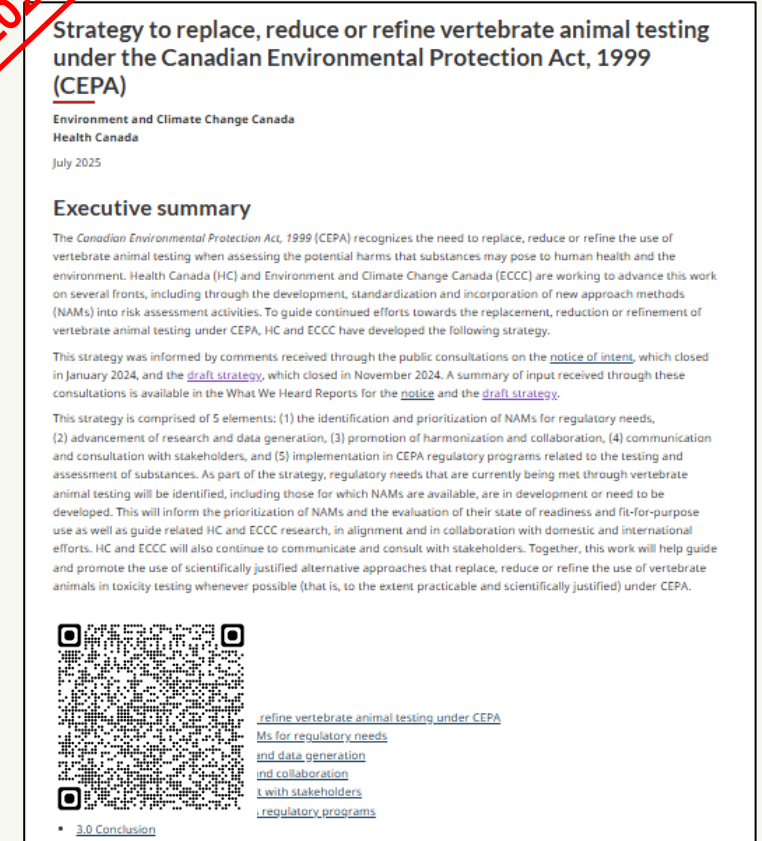 20
Strategy to replace, reduce or refine vertebrate animal testing
under the Canadian Environmental Protection Act, 1999
(CEPA)
Environment and Climate Change Canada
Health Canada
July 2025
Executive summary
The Canadian Environmental Protection Act, 1999 (CEPA) recognizes the need to replace, reduce or refine the use of
vertebrate animal testing when assessing the potential harms that substances may pose to human health and the
environment. Health Canada (HC) and Environment and Climate Change Canada (ECCC) are working to advance this work
on several fronts, including through the development, standardization and incorporation of new approach methods
(NAMs) into risk assessment activities. To guide continued efforts towards the replacement, reduction or refinement of
vertebrate animal testing under CEPA, HC and ECCC have developed the following strategy.
This strategy was informed by comments received through the public consultations on the notice of intent, which closed
in January 2024, and the draft strategy, which closed in November 2024. A summary of input received through these
consultations is available in the What We Heard Reports for the notice and the draft strategy.
This strategy is comprised of 5 elements: (1) the identification and prioritization of NAMs for regulatory needs,
(2) advancement of research and data generation, (3) promotion of harmonization and collaboration, (4) communication
and consultation with stakeholders, and (5) implementation in CEPA regulatory programs related to the testing and
assessment of substances. As part of the strategy, regulatory needs that are currently being met through vertebrate
animal testing will be identified, including those for which NAMs are available, are in development or need to be
developed. This will inform the prioritization of NAMs and the evaluation of their state of readiness and fit-for-purpose
use as well as guide related HC and ECCC research, in alignment and in collaboration with domestic and international
efforts. HC and ECCC will also continue to communicate and consult with stakeholders. Together, this work will help guide
and promote the use of scientifically justified alternative approaches that replace, reduce or refine the use of vertebrate
animals in toxicity testing whenever possible (that is, to the extent practicable and scientifically justified) under CEPA.
refine vertebrate animal testing under CEPA
Ms for regulatory needs
and data generation
and collaboration
t with stakeholders
regulatory programs
• 3.0 Conclusion